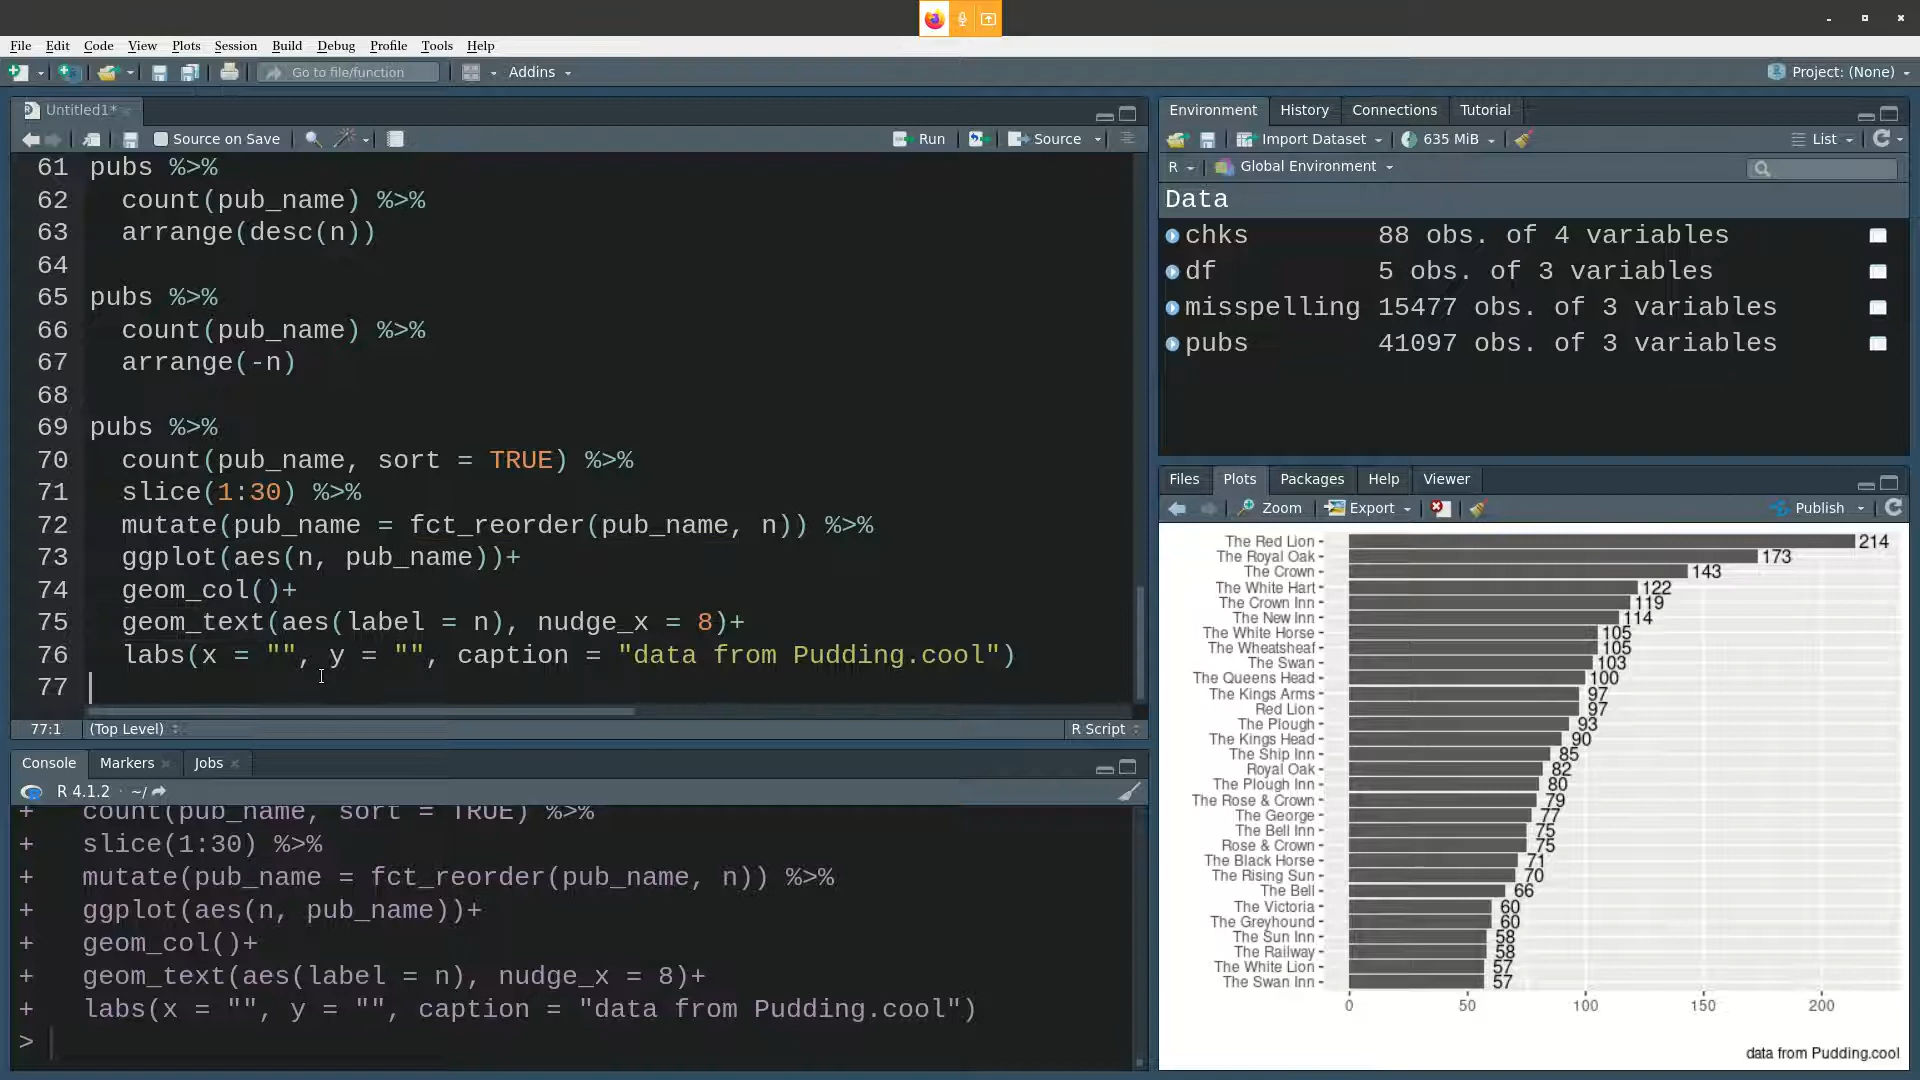 File Edit Code View Plots Session Build Debug Profile Tools Help
Go to file/function
Addins
Project: (None)
Untitled1*
Source on Save
Run
Source
61 pubs %>%
62 count(pub_name) %>%
63 arrange(desc(n))
64
65 pubs %>%
66 count(pub_name) %>%
67 arrange(-n)
68
69 pubs %>%
70 count(pub_name, sort = TRUE) %>%
71 slice(1:30) %>%
72 mutate(pub_name = fct_reorder(pub_name, n)) %>%
73 ggplot(aes(n, pub_name))+
74 geom_col()+
75 geom_text(aes(label = n), nudge_x = 8)+
76 labs(x = "", y = "", caption = "data from Pudding.cool")
77
77:1 (Top Level) R Script
Console Markers Jobs
R 4.1.2 · ~/
+ count(pub_name, sort = TRUE) %>%
+ slice(1:30) %>%
+ mutate(pub_name = fct_reorder(pub_name, n)) %>%
+ ggplot(aes(n, pub_name))+
+ geom_col()+
+ geom_text(aes(label = n), nudge_x = 8)+
+ labs(x = "", y = "", caption = "data from Pudding.cool")
>
Environment History Connections Tutorial
Import Dataset 635 MiB List
R Global Environment
Data
chks 88 obs. of 4 variables
df 5 obs. of 3 variables
misspelling 15477 obs. of 3 variables
pubs 41097 obs. of 3 variables
Files Plots Packages Help Viewer
Zoom Export Publish
The Red Lion 214
The Royal Oak 173
The Crown 143
The White Hart 122
The Crown Inn 119
The New Inn 114
The White Horse 105
The Wheatsheaf 105
The Swan 103
The Queens Head 100
The Kings Arms 97
Red Lion 97
The Plough 93
The Kings Head 90
The Ship Inn 85
Royal Oak 82
The Plough Inn 80
The Rose & Crown 79
The George 77
The Bell Inn 75
Rose & Crown 75
The Black Horse 71
The Rising Sun 70
The Bell 66
The Victoria 60
The Greyhound 60
The Sun Inn 58
The Railway 58
The White Lion 57
The Swan Inn 57
0 50 100 150 200
data from Pudding.cool